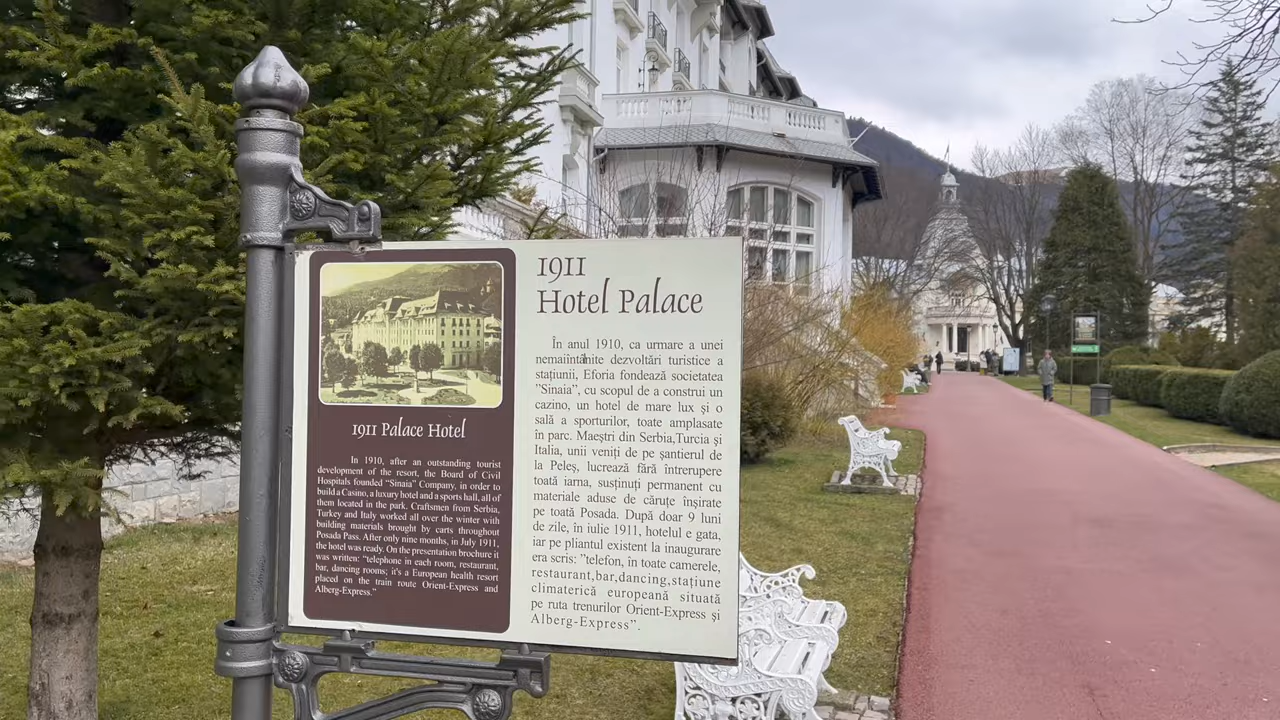 1911 Palace Hotel
In 1910, after an outstanding tourist
development of the resort, the Board of Civil
Hospitals founded “Sinaia” Company, in order to
build a Casino, a luxury hotel and a sports hall, all of
them located in the park. Craftsmen from Serbia,
Turkey and Italy worked all over the winter with
building materials brought by carts throughout
Posada Pass. After only nine months, in July 1911,
the hotel was ready. On the presentation brochure it
was written: ”telephone in each room, restaurant,
bar, dancing rooms; it's a European health resort
placed on the train route Orient-Express and
Alberg-Express.”
1911
Hotel Palace
În anul 1910, ca urmare a unei
nemaiîntâlnite dezvoltări turistice a
stațiunii, Eforia fondează societatea
”Sinaia”, cu scopul de a construi un
cazino, un hotel de mare lux și o
sală a sporturilor, toate amplasate
în parc. Maeștri din Serbia,Turcia și
Italia, unii veniți de pe șantierul de
la Peleș, lucrează fără întrerupere
toată iarna, susținuți permanent cu
materiale aduse de căruțe înșirate
pe toată Posada. După doar 9 luni
de zile, în iulie 1911, hotelul e gata,
iar pe pliantul existent la inaugurare
era scris: ”telefon, in toate camerele,
restaurant,bar,dancing,stațiune
climaterică europeană situată
pe ruta trenurilor Orient-Express și
Alberg-Express”.